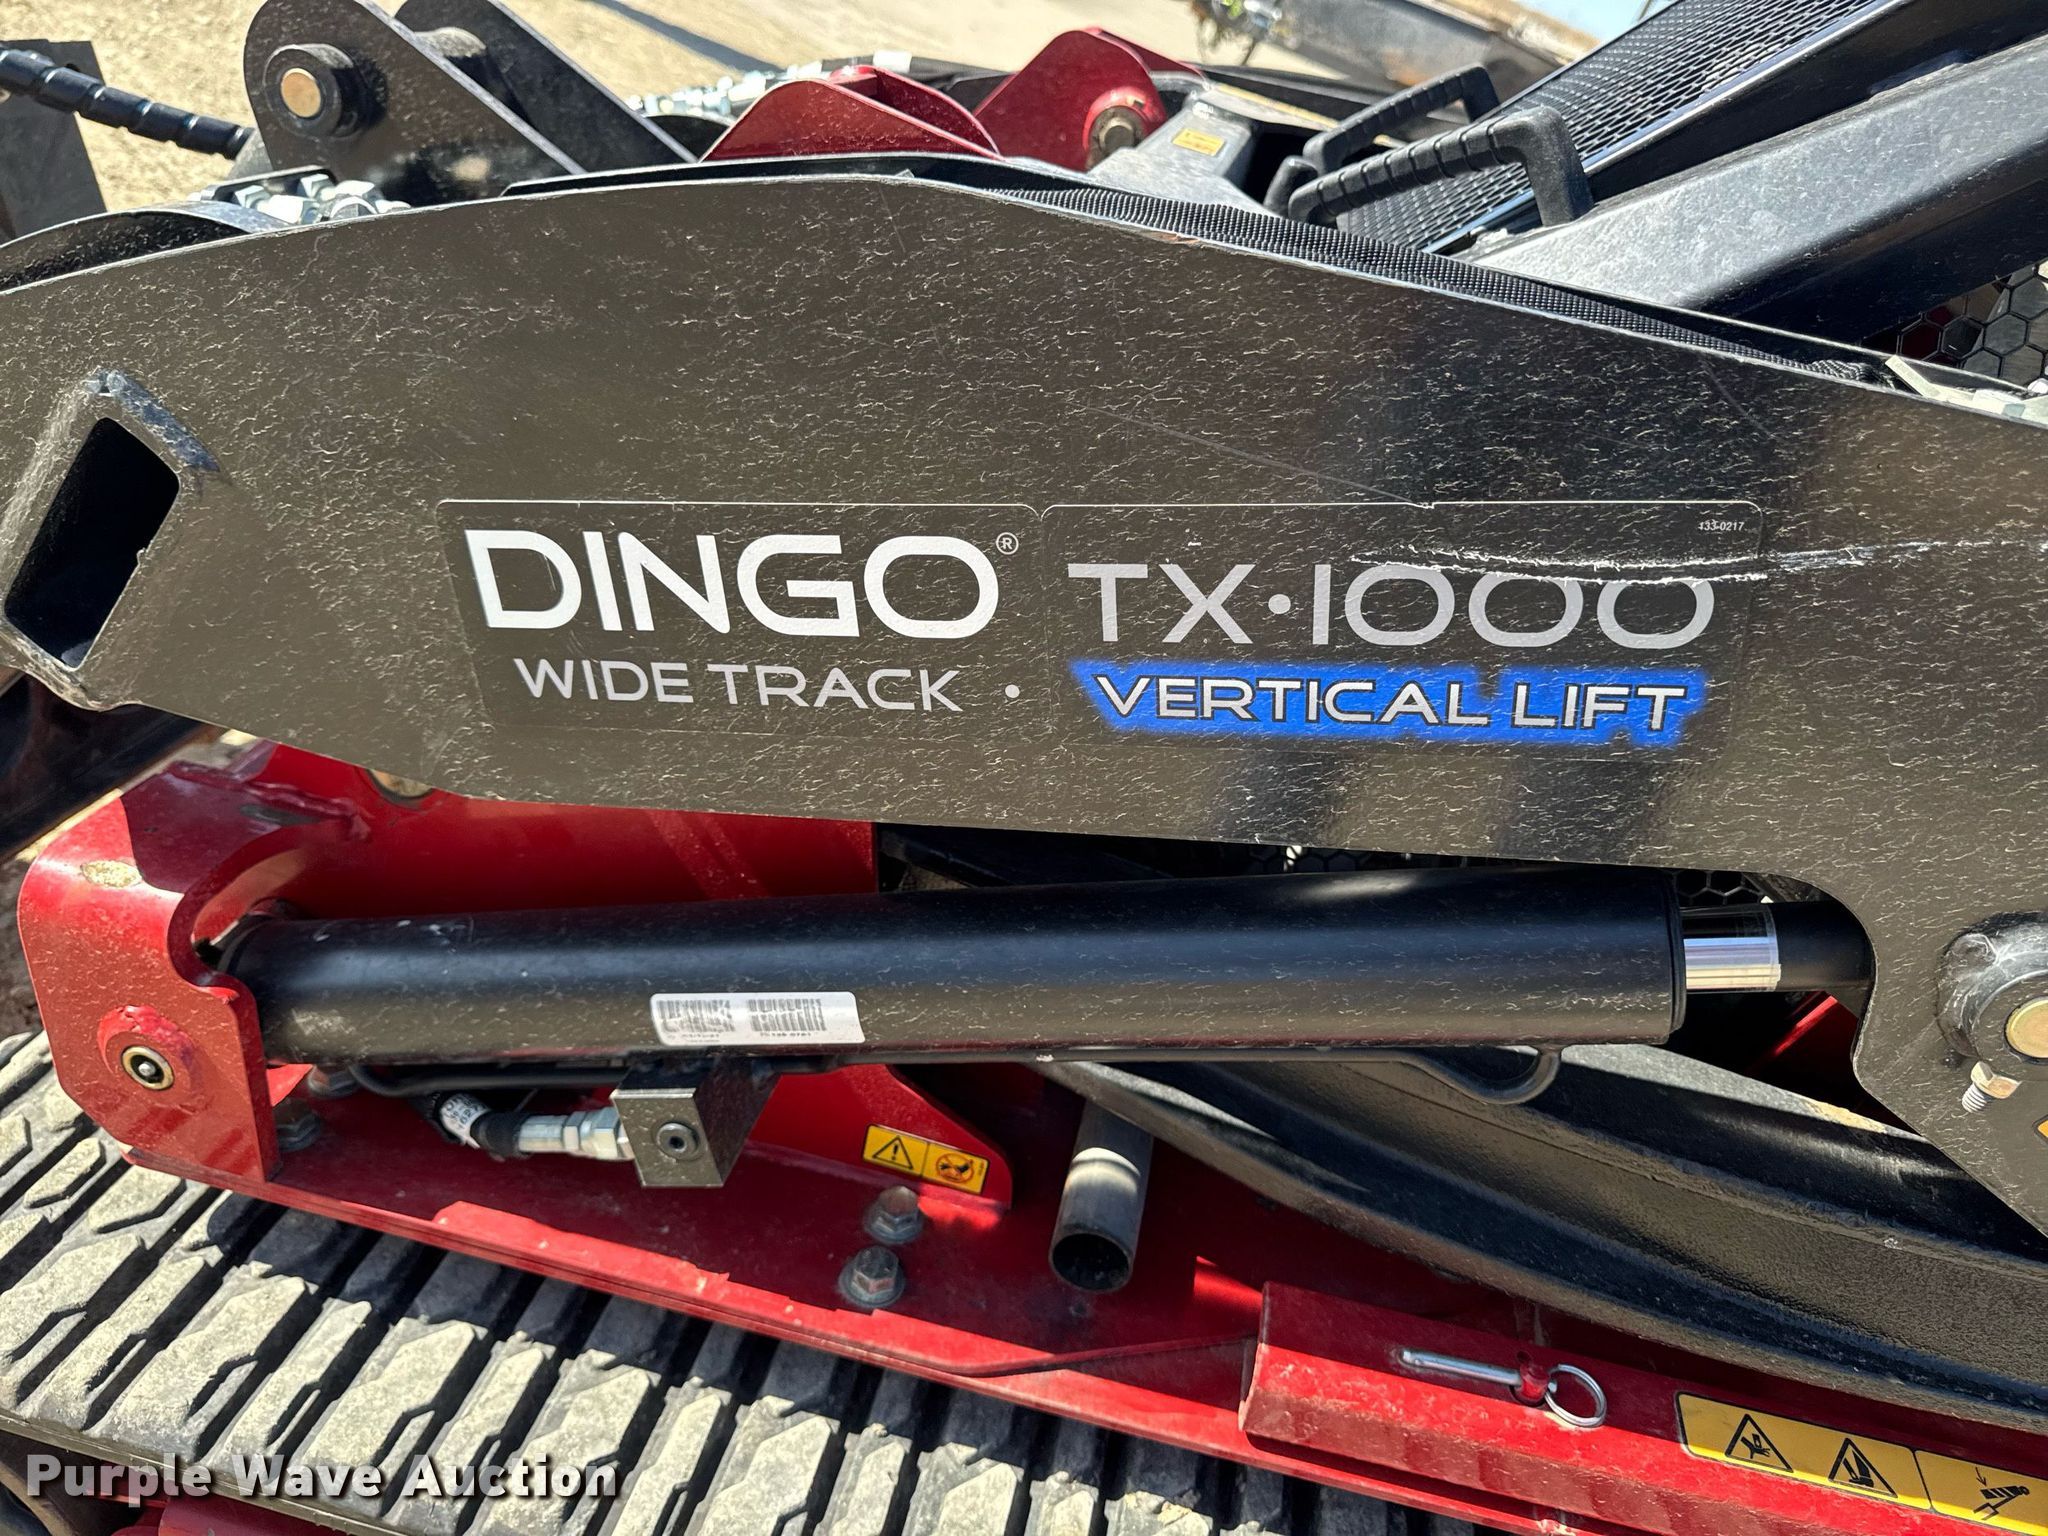 DINGO®
WIDE TRACK •
133-0217
TX•1000
VERTICAL LIFT
Purple Wave Auction